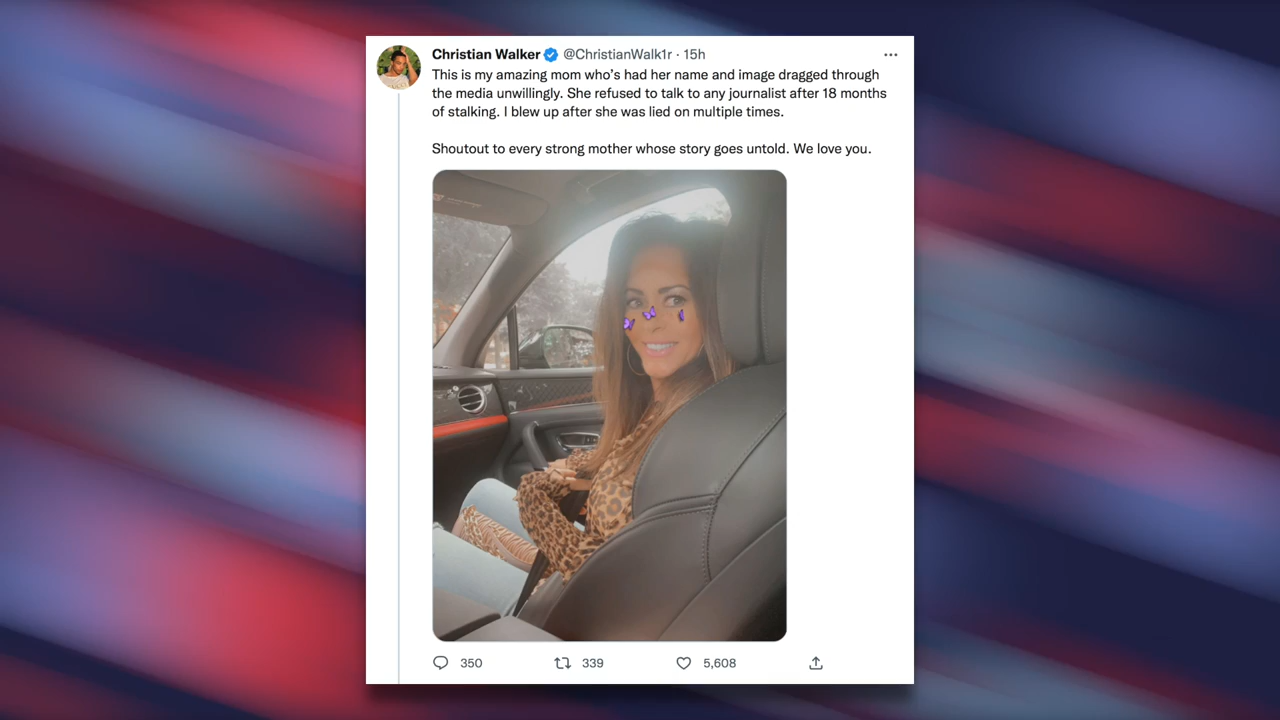 Christian Walker @ChristianWalk1r · 15h
This is my amazing mom who's had her name and image dragged through
the media unwillingly. She refused to talk to any journalist after 18 months
of stalking. I blew up after she was lied on multiple times.
Shoutout to every strong mother whose story goes untold. We love you.
350 339 5,608